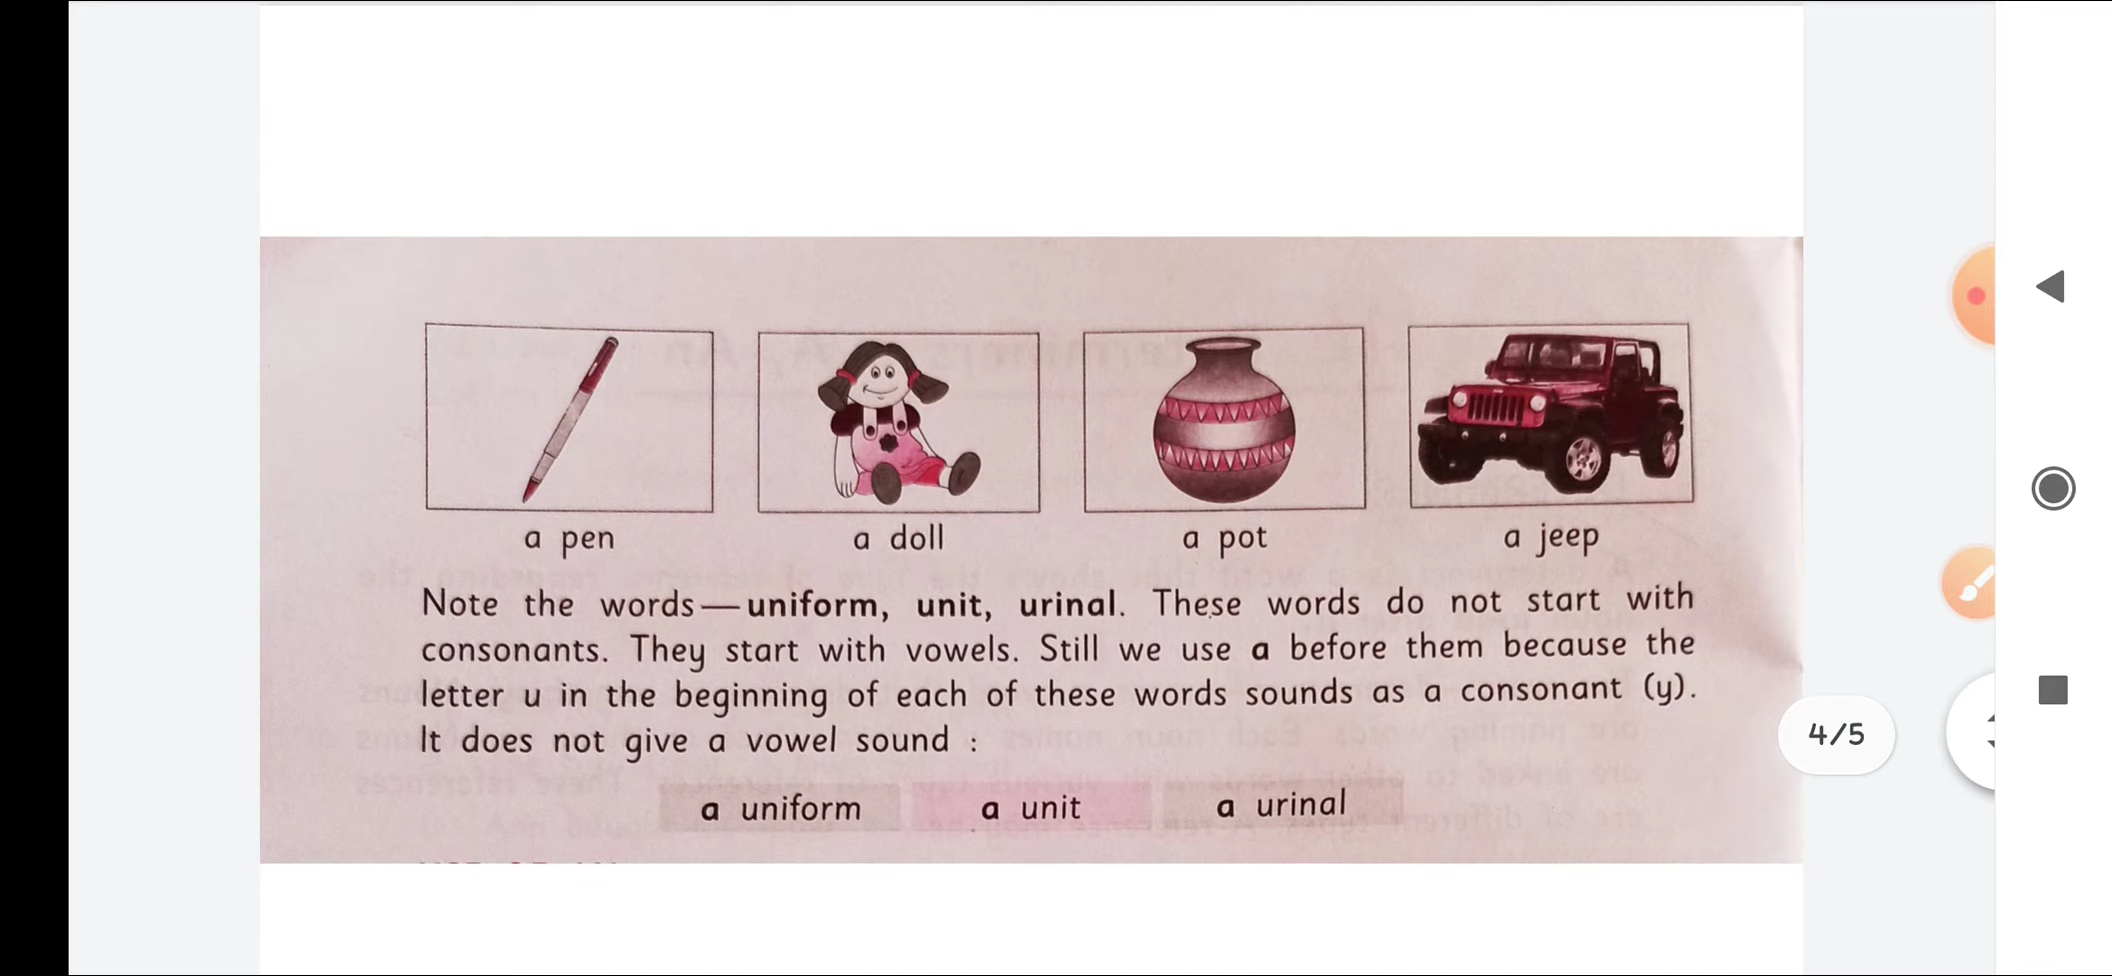 a pen
a doll
a pot
a jeep
Note the words—uniform, unit, urinal. These words do not start with
consonants. They start with vowels. Still we use a before them because the
letter u in the beginning of each of these words sounds as a consonant (y).
It does not give a vowel sound :
a uniform
a unit
a urinal
4/5